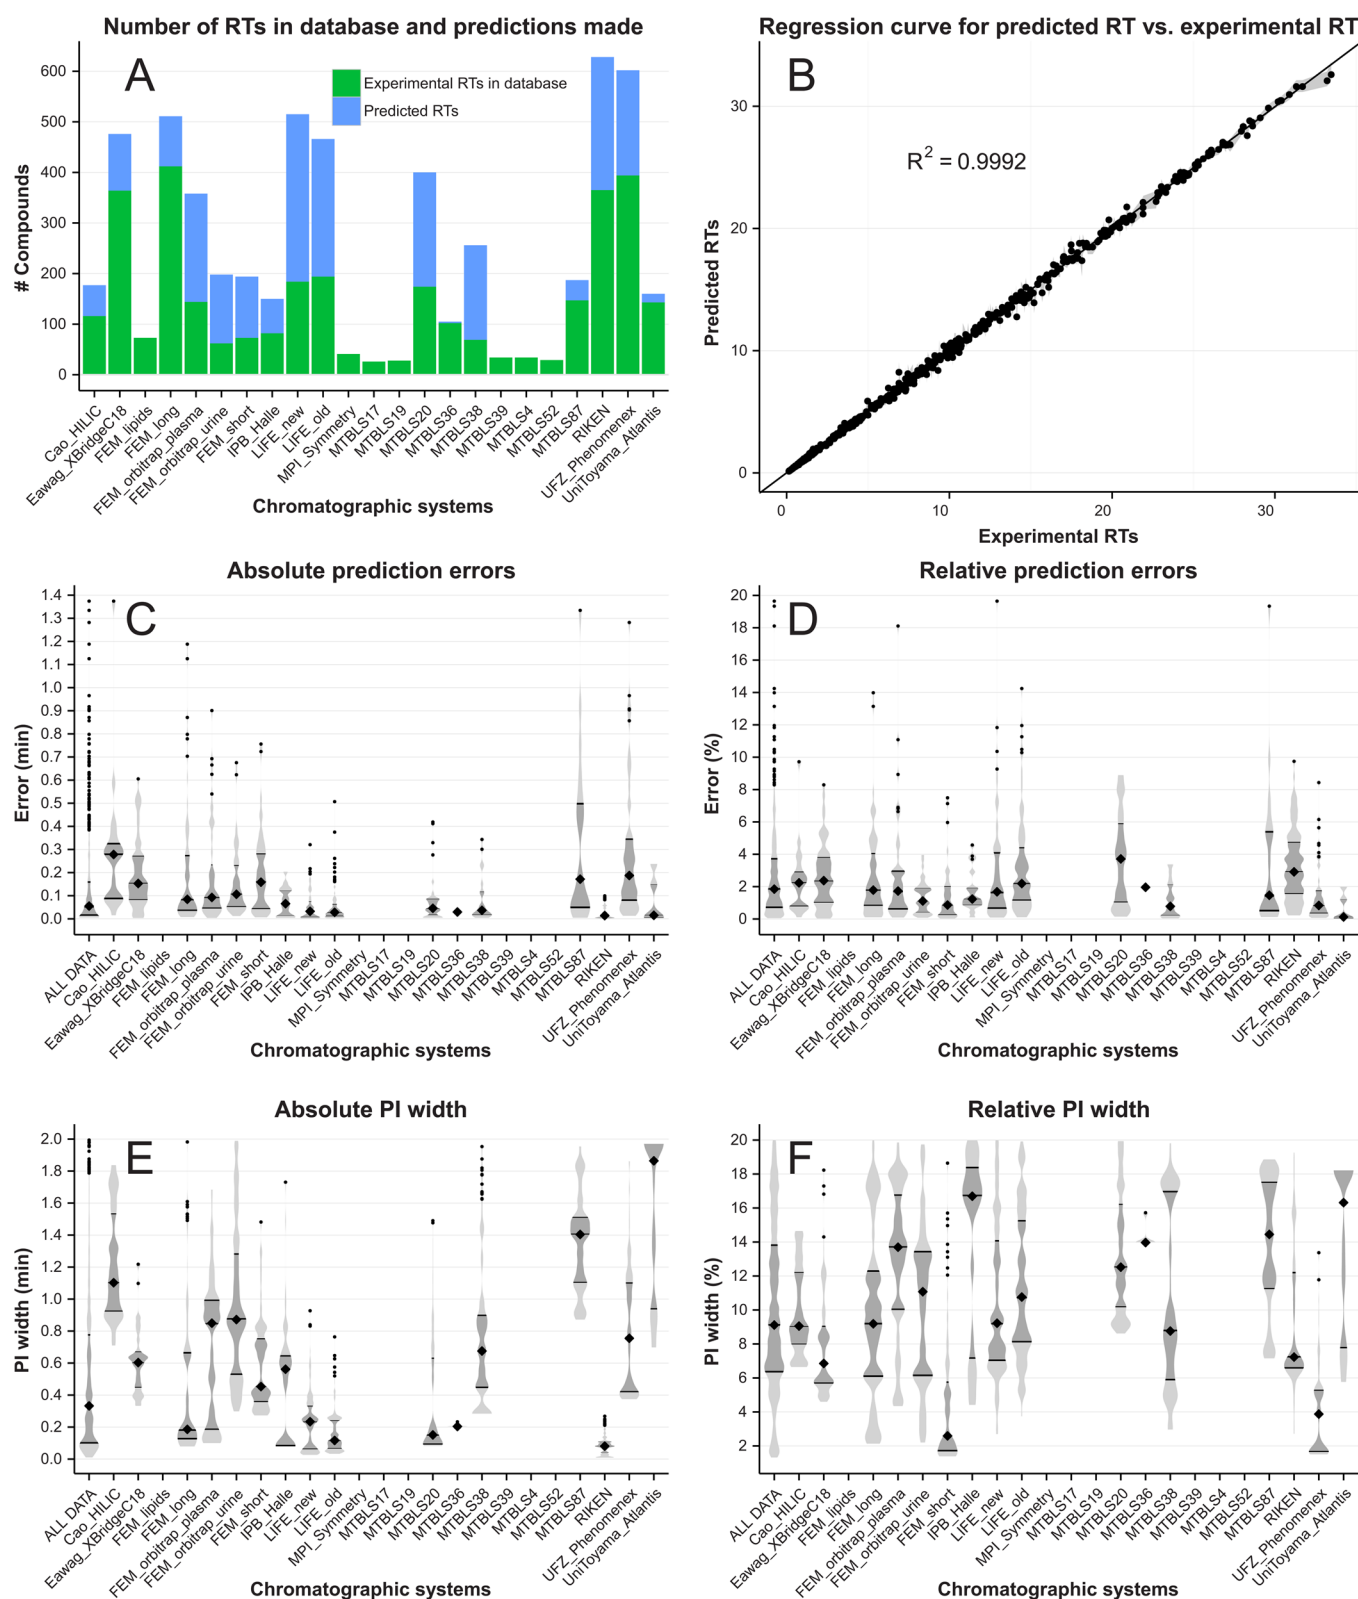 Number of RTs in database and predictions made
A
Experimental RTs in database
Predicted RTs
# Compounds
600
500
400
300
200
100
0
Cao_HILIC
Eawag_XBridgeC18
FEM_lipids
FEM_long
FEM_orbitrap_plasma
FEM_orbitrap_urine
FEM_short
IPB_Halle
LIFE_new
LIFE_old
MPI_Symmetry
MTBLS17
MTBLS19
MTBLS20
MTBLS36
MTBLS38
MTBLS39
MTBLS4
MTBLS52
MTBLS87
RIKEN
UFZ_Phenomenex
UniToyama_Atlantis
Chromatographic systems
Regression curve for predicted RT vs. experimental RT
B
R² = 0.9992
Predicted RTs
30
20
10
0
0
10
20
30
Experimental RTs
Absolute prediction errors
C
Error (min)
1.4
1.3
1.2
1.1
1.0
0.9
0.8
0.7
0.6
0.5
0.4
0.3
0.2
0.1
0.0
ALL DATA
Cao_HILIC
Eawag_XBridgeC18
FEM_lipids
FEM_long
FEM_orbitrap_plasma
FEM_orbitrap_urine
FEM_short
IPB_Halle
LIFE_new
LIFE_old
MPI_Symmetry
MTBLS17
MTBLS19
MTBLS20
MTBLS36
MTBLS38
MTBLS39
MTBLS4
MTBLS52
MTBLS87
RIKEN
UFZ_Phenomenex
UniToyama_Atlantis
Chromatographic systems
Relative prediction errors
D
Error (%)
20
18
16
14
12
10
8
6
4
2
0
ALL DATA
Cao_HILIC
Eawag_XBridgeC18
FEM_lipids
FEM_long
FEM_orbitrap_plasma
FEM_orbitrap_urine
FEM_short
IPB_Halle
LIFE_new
LIFE_old
MPI_Symmetry
MTBLS17
MTBLS19
MTBLS20
MTBLS36
MTBLS38
MTBLS39
MTBLS4
MTBLS52
MTBLS87
RIKEN
UFZ_Phenomenex
UniToyama_Atlantis
Chromatographic systems
Absolute PI width
E
PI width (min)
2.0
1.8
1.6
1.4
1.2
1.0
0.8
0.6
0.4
0.2
0.0
ALL DATA
Cao_HILIC
Eawag_XBridgeC18
FEM_lipids
FEM_long
FEM_orbitrap_plasma
FEM_orbitrap_urine
FEM_short
IPB_Halle
LIFE_new
LIFE_old
MPI_Symmetry
MTBLS17
MTBLS19
MTBLS20
MTBLS36
MTBLS38
MTBLS39
MTBLS4
MTBLS52
MTBLS87
RIKEN
UFZ_Phenomenex
UniToyama_Atlantis
Chromatographic systems
Relative PI width
F
PI width (%)
20
18
16
14
12
10
8
6
4
2
ALL DATA
Cao_HILIC
Eawag_XBridgeC18
FEM_lipids
FEM_long
FEM_orbitrap_plasma
FEM_orbitrap_urine
FEM_short
IPB_Halle
LIFE_new
LIFE_old
MPI_Symmetry
MTBLS17
MTBLS19
MTBLS20
MTBLS36
MTBLS38
MTBLS39
MTBLS4
MTBLS52
MTBLS87
RIKEN
UFZ_Phenomenex
UniToyama_Atlantis
Chromatographic systems